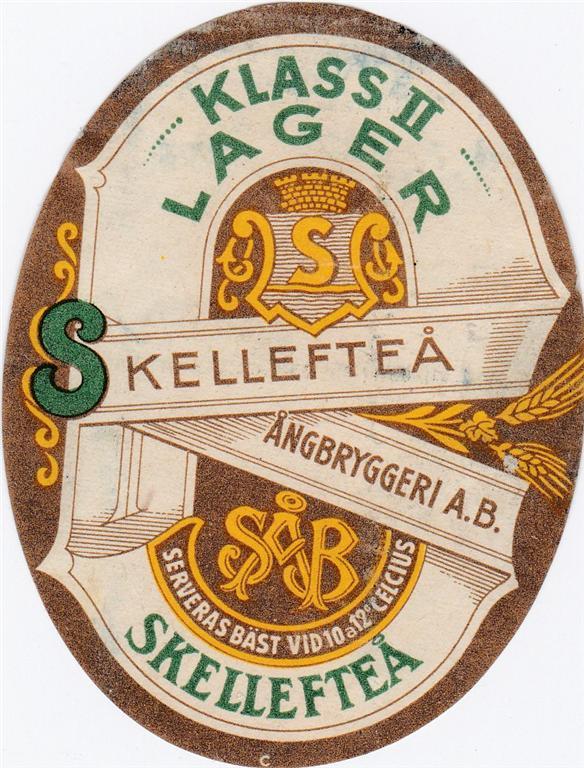 KLASS II
LAGER
S
SKELLEFTEÅ
ÅNGBRYGGERI A.B.
SÅB
SERVERAS BÄST VID 10 a 12° CELCIUS
SKELLEFTEÅ
C